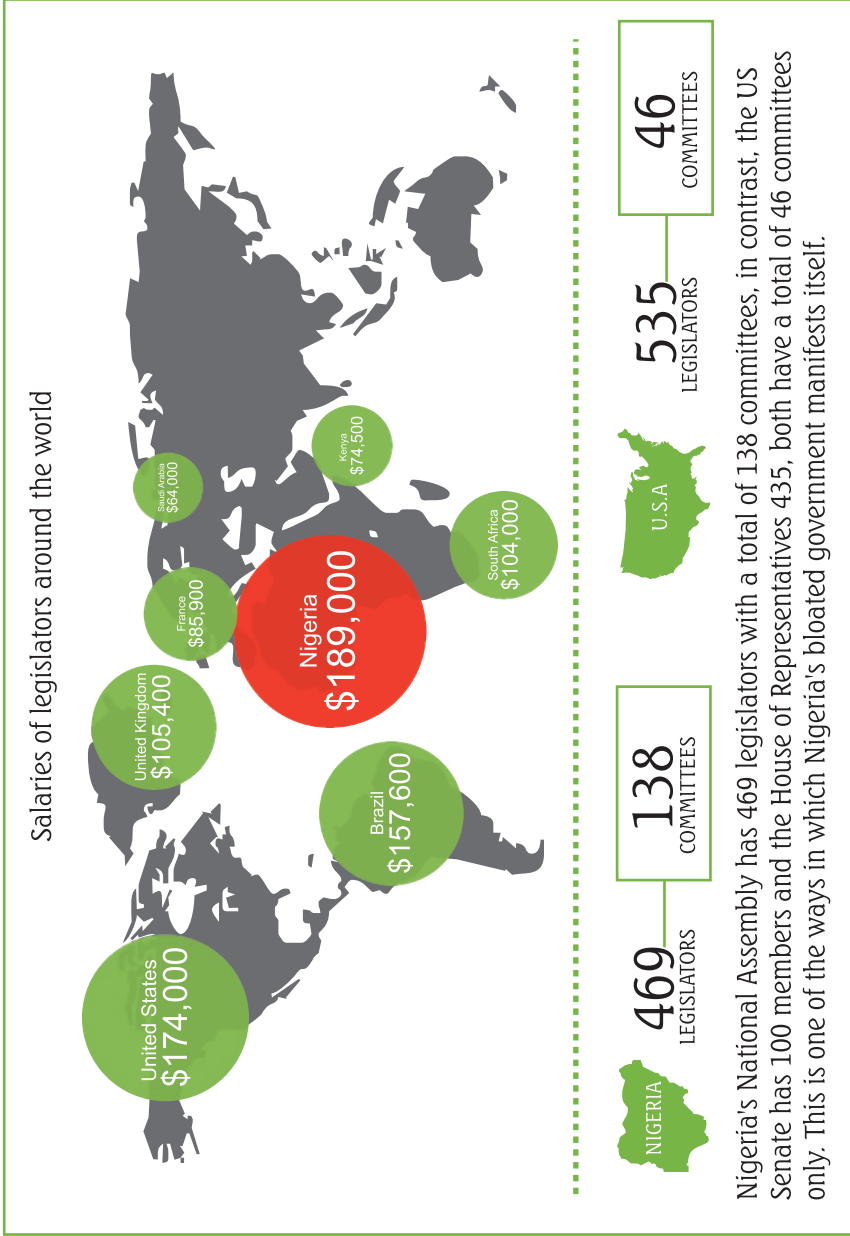 Salaries of legislators around the world
United States
$174,000
United Kingdom
$105,400
France
$85,900
Saudi Arabia
$64,000
Brazil
$157,600
Nigeria
$189,000
Kenya
$74,500
South Africa
$104,000
NIGERIA
469
LEGISLATORS
138
COMMITTEES
U.S.A
535
LEGISLATORS
46
COMMITTEES
Nigeria's National Assembly has 469 legislators with a total of 138 committees, in contrast, the US
Senate has 100 members and the House of Representatives 435, both have a total of 46 committees
only. This is one of the ways in which Nigeria's bloated government manifests itself.